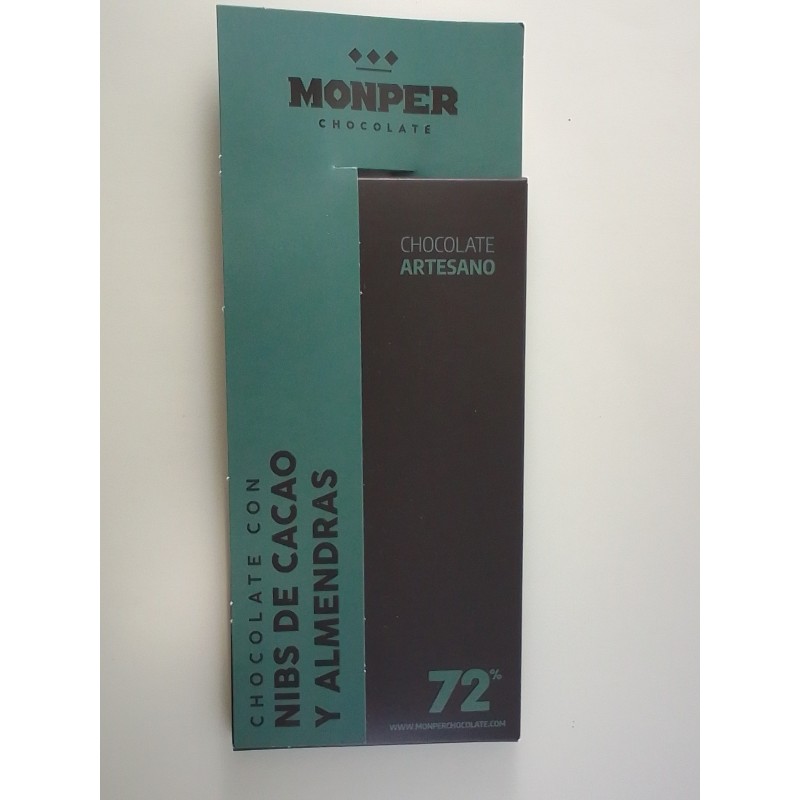 MONPER
CHOCOLATE
CHOCOLATE
ARTESANO
CHOCOLATE CON
NIBS DE CACAO
Y ALMENDRAS
72%
WWW.MONPERCHOCOLATE.COM